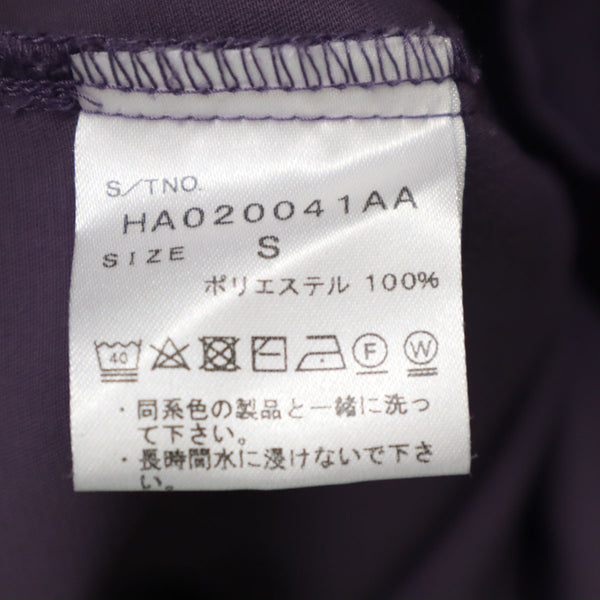 S/TNO.
HA020041AA
SIZE S
ポリエステル 100%
40 F W
・同系色の製品と一緒に洗っ
て下さい。
・長時間水に浸けないで下さ
い。